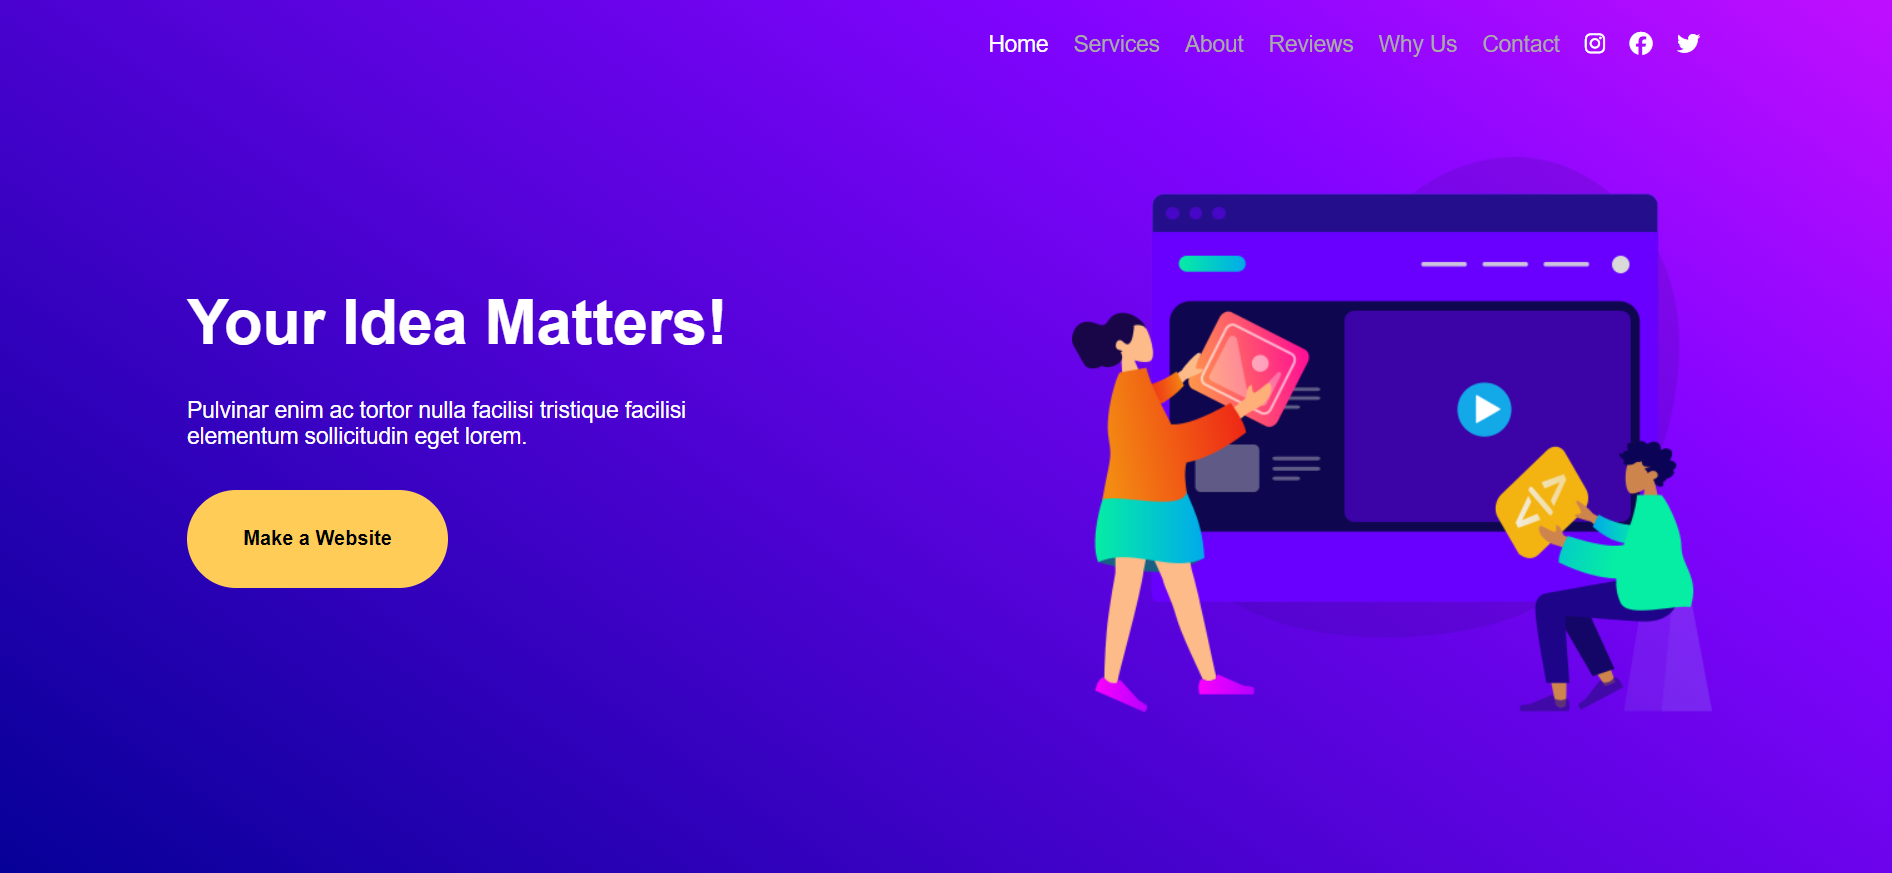 Home Services About Reviews Why Us Contact
Your Idea Matters!
Pulvinar enim ac tortor nulla facilisi tristique facilisi
elementum sollicitudin eget lorem.
Make a Website